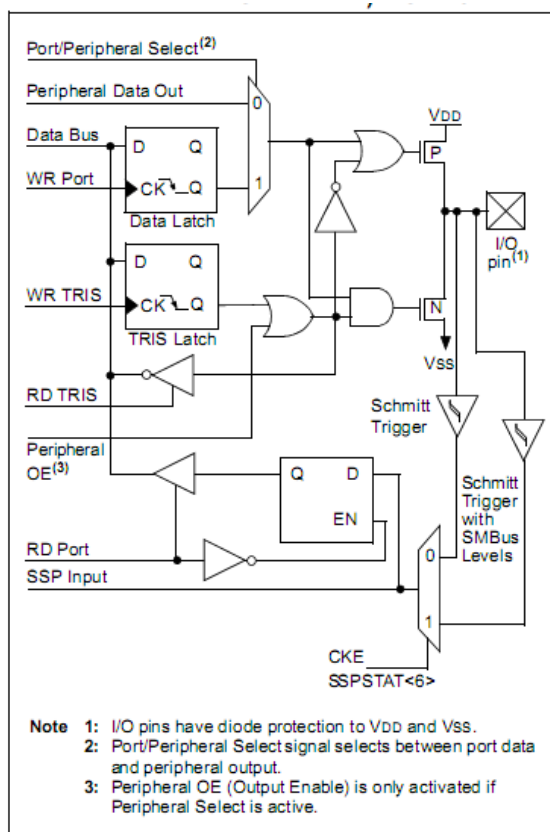 Port/Peripheral Select(2)
Peripheral Data Out
0
Data Bus
D Q
WR Port
CK Q
1
Data Latch
VDD
P
I/O
pin(1)
D Q
WR TRIS
CK Q
TRIS Latch
N
VSS
RD TRIS
Schmitt
Trigger
Peripheral
OE(3)
Schmitt
Trigger
with
SMBus
Levels
Q D
EN
RD Port
SSP Input
0
1
CKE
SSPSTAT<6>
Note 1: I/O pins have diode protection to VDD and VSS.
2: Port/Peripheral Select signal selects between port data
and peripheral output.
3: Peripheral OE (Output Enable) is only activated if
Peripheral Select is active.